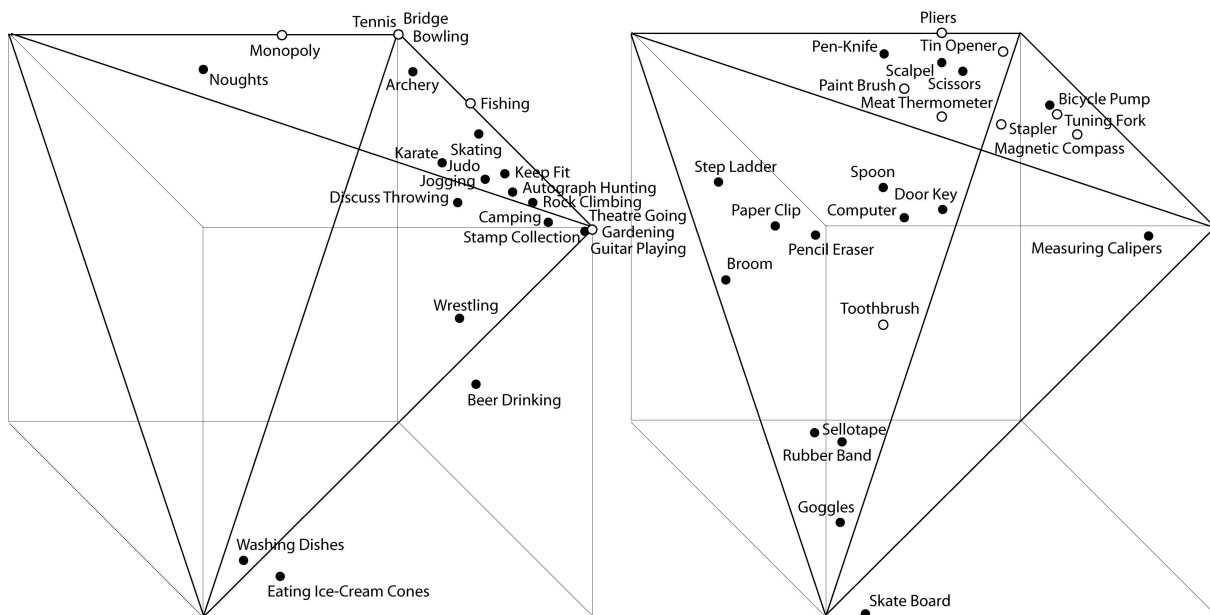 Tennis
Bridge
Bowling
Monopoly
Noughts
Archery
Fishing
Skating
Karate
Judo
Keep Fit
Jogging
Autograph Hunting
Discuss Throwing
Rock Climbing
Camping
Theatre Going
Stamp Collection
Gardening
Guitar Playing
Wrestling
Beer Drinking
Washing Dishes
Eating Ice-Cream Cones
Pliers
Pen-Knife
Tin Opener
Scalpel
Paint Brush
Scissors
Meat Thermometer
Bicycle Pump
Tuning Fork
Stapler
Magnetic Compass
Step Ladder
Spoon
Door Key
Paper Clip
Computer
Pencil Eraser
Measuring Calipers
Broom
Toothbrush
Sellotape
Rubber Band
Goggles
Skate Board